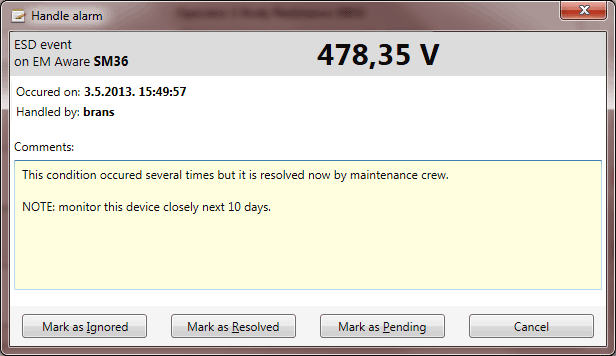 Handle alarm
ESD event
on EM Aware SM36
478,35 V
Occured on: 3.5.2013. 15:49:57
Handled by: brans
Comments:
This condition occured several times but it is resolved now by maintenance crew.
NOTE: monitor this device closely next 10 days.
Mark as Ignored
Mark as Resolved
Mark as Pending
Cancel